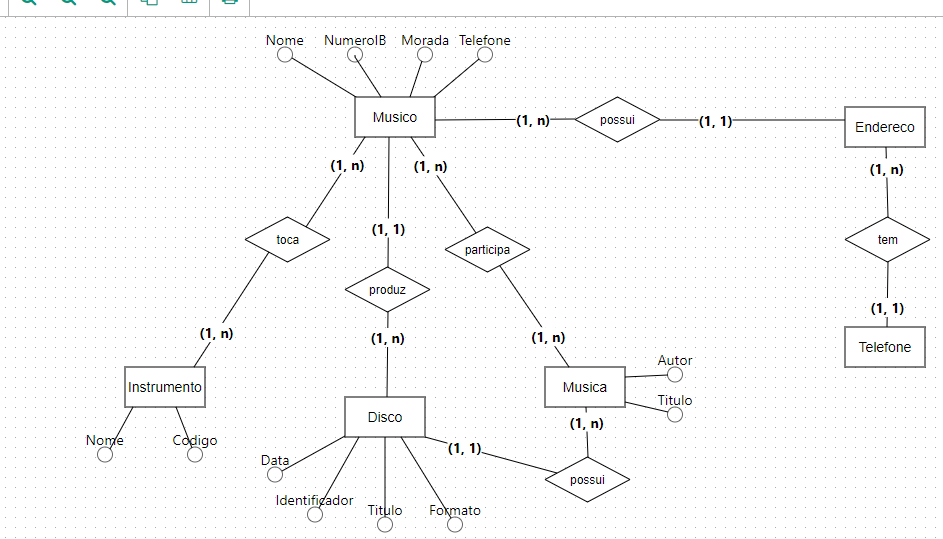 Nome NumeroIB Morada Telefone
Musico (1, n) possui (1, 1) Endereco
(1, n) (1, n) (1, n)
(1, 1)
toca participa tem
produz
(1, 1)
(1, n) (1, n) (1, n)
Telefone
Autor
Instrumento Musica
Titulo
Disco (1, n)
Nome Codigo (1, 1)
Data
possui
Identificador
Titulo Formato